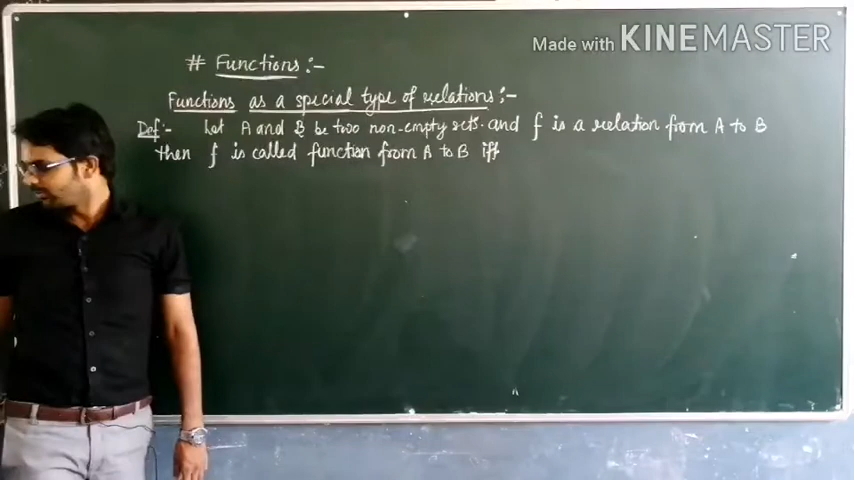 Made with KINEMASTER
# Functions :-
Functions as a special type of relations :-
Def :- Let A and B be two non-empty sets. and f is a relation from A to B
then f is called function from A to B iff